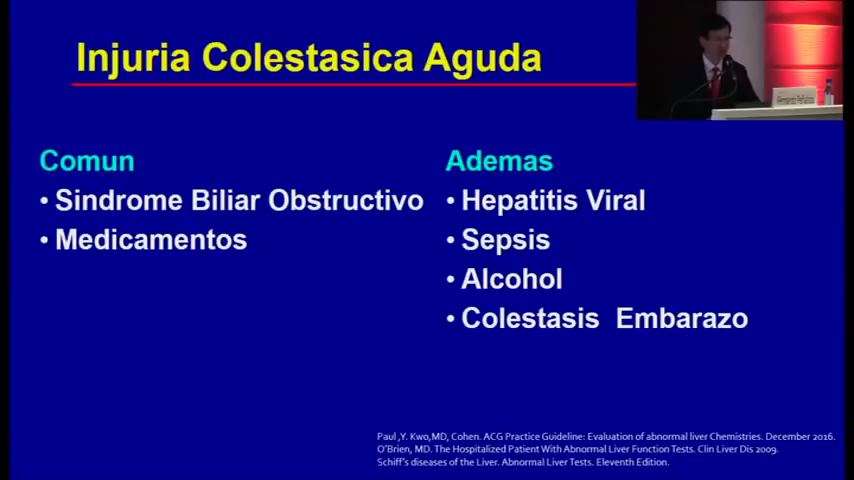 Injuria Colestasica Aguda
Comun
• Sindrome Biliar Obstructivo
• Medicamentos
Ademas
• Hepatitis Viral
• Sepsis
• Alcohol
• Colestasis Embarazo
Paul ,Y. Kwo,MD, Cohen. ACG Practice Guideline: Evaluation of abnormal liver Chemistries. December 2016.
O'Brien, MD. The Hospitalized Patient With Abnormal Liver Function Tests. Clin Liver Dis 2009.
Schiff's diseases of the Liver. Abnormal Liver Tests. Eleventh Edition.